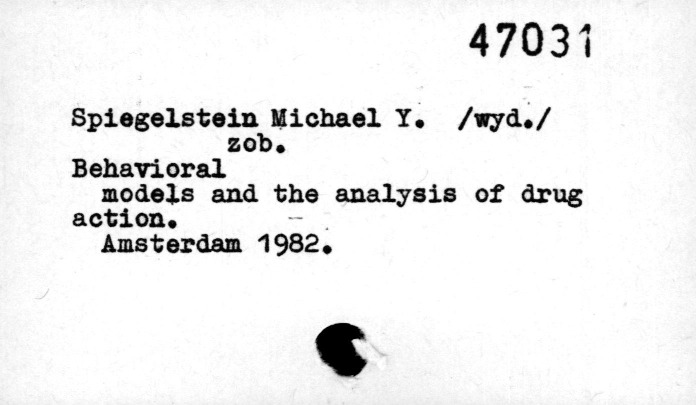 47031
Spiegelstein Michael Y. /wyd./
zob.
Behavioral
models and the analysis of drug
action.
Amsterdam 1982.